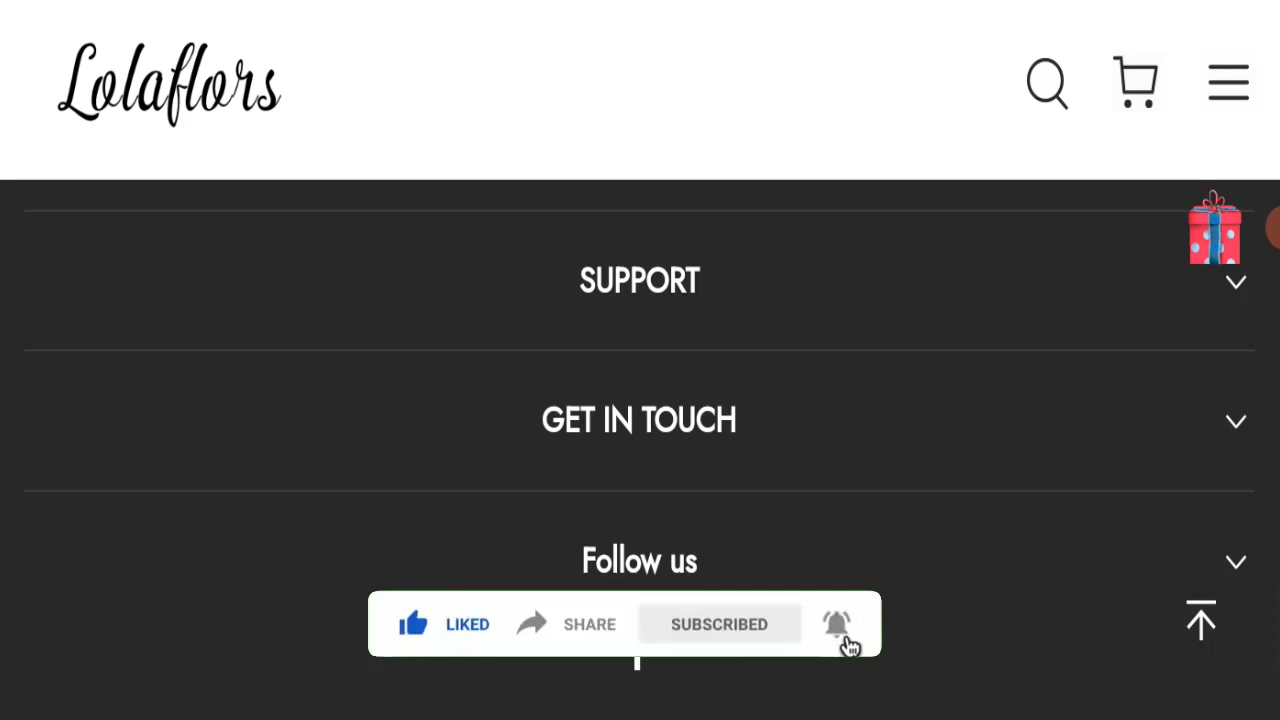 Lolaflors
SUPPORT
GET IN TOUCH
Follow us
LIKED SHARE SUBSCRIBED